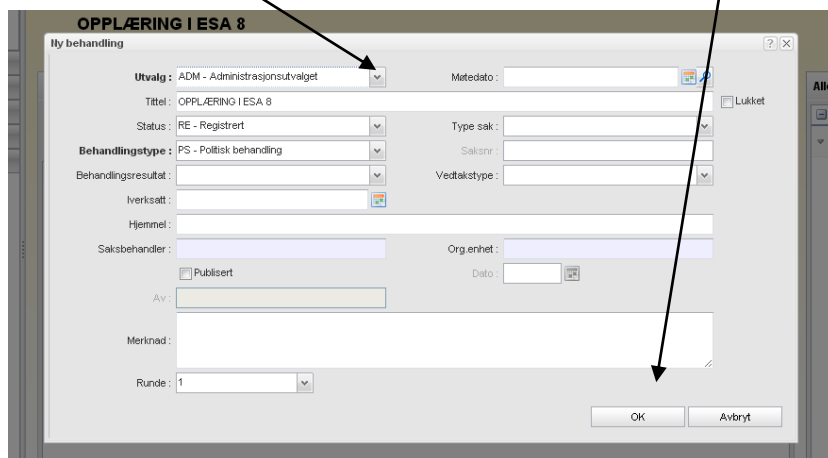 OPPLÆRING I ESA 8
Ny behandling
Utvalg : ADM - Administrasjonsutvalget Møtedato :
Tittel : OPPLÆRING I ESA 8 Lukket
Status : RE - Registrert Type sak :
Behandlingstype : PS - Politisk behandling Saksnr :
Behandlingsresultat : Vedtakstype :
Iverksatt :
Hjemmel :
Saksbehandler : Org.enhet :
Publisert Dato :
Av :
Merknad :
Runde : 1
OK Avbryt